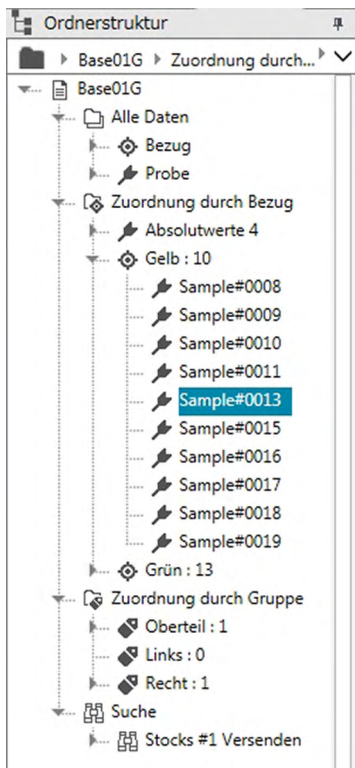 Ordnerstruktur
Base01G Zuordnung durch...
Base01G
Alle Daten
Bezug
Probe
Zuordnung durch Bezug
Absolutwerte 4
Gelb : 10
Sample#0008
Sample#0009
Sample#0010
Sample#0011
Sample#0013
Sample#0015
Sample#0016
Sample#0017
Sample#0018
Sample#0019
Grün : 13
Zuordnung durch Gruppe
Oberteil : 1
Links : 0
Recht : 1
Suche
Stocks #1 Versenden